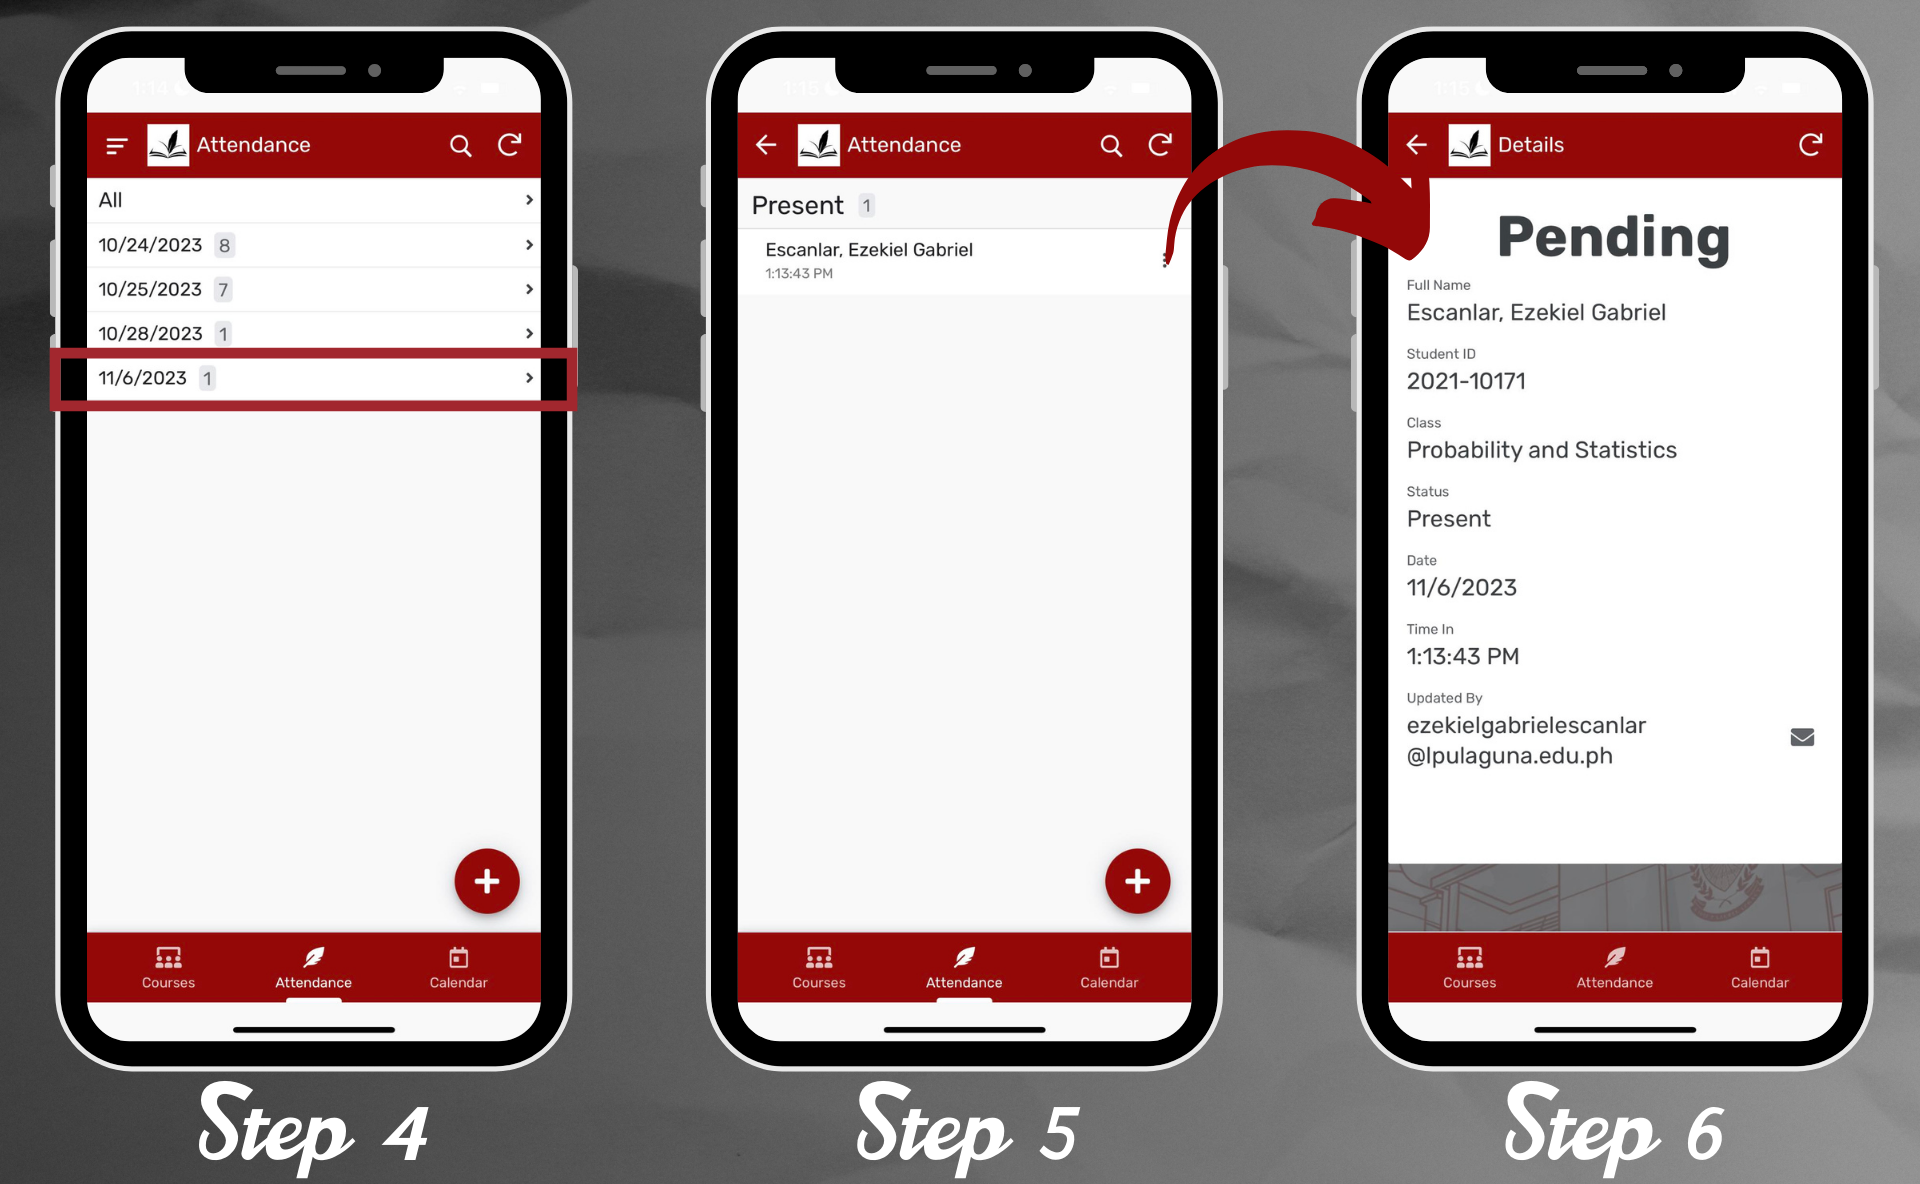 Attendance
All
10/24/2023 8
10/25/2023 7
10/28/2023 1
11/6/2023 1
Courses Attendance Calendar
Step 4
1:15
Attendance
Present 1
Escanlar, Ezekiel Gabriel
1:13:43 PM
Courses Attendance Calendar
Step 5
1:15
Details
Pending
Full Name
Escanlar, Ezekiel Gabriel
Student ID
2021-10171
Class
Probability and Statistics
Status
Present
Date
11/6/2023
Time In
1:13:43 PM
Updated By
ezekielgabrielescanlar
@lpulaguna.edu.ph
Courses Attendance Calendar
Step 6